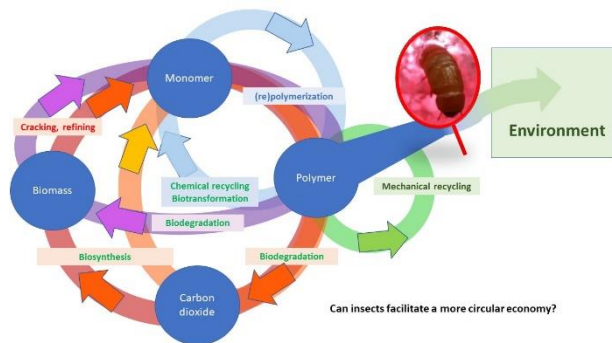 Monomer
(re)polymerization
Cracking, refining
Environment
Biomass
Chemical recycling
Biotransformation
Polymer
Mechanical recycling
Biodegradation
Biosynthesis
Biodegradation
Carbon
dioxide
Can insects facilitate a more circular economy?